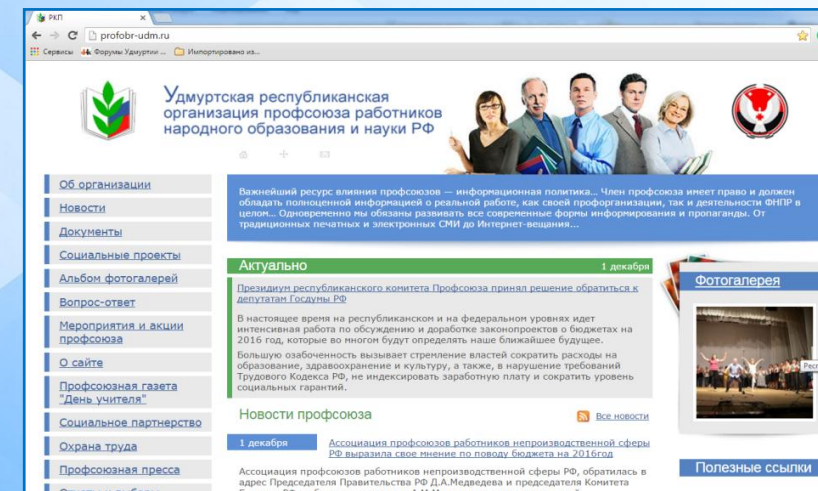 РКП
profobr-udm.ru
Сервисы
Форумы Удмуртии ...
Импортировано из...
Удмуртская республиканская
организация профсоюза работников
народного образования и науки РФ
Об организации
Новости
Документы
Социальные проекты
Альбом фотогалерей
Вопрос-ответ
Мероприятия и акции
профсоюза
О сайте
Профсоюзная газета
"День учителя"
Социальное партнерство
Охрана труда
Профсоюзная пресса
Важнейший ресурс влияния профсоюзов — информационная политика... Член профсоюза имеет право и должен
обладать полноценной информацией о реальной работе, как своей профорганизации, так и деятельности ФНПР в
целом... Одновременно мы обязаны развивать все современные формы информирования и пропаганды. От
традиционных печатных и электронных СМИ до Интернет-вещания...
Актуально
1 декабря
Президиум республиканского комитета Профсоюза принял решение обратиться к
депутатам Госдумы РФ
В настоящее время на республиканском и на федеральном уровнях идет
интенсивная работа по обсуждению и доработке законопроектов о бюджетах на
2016 год, которые во многом будут определять наше ближайшее будущее.
Большую озабоченность вызывает стремление властей сократить расходы на
образование, здравоохранение и культуру, а также, в нарушение требований
Трудового Кодекса РФ, не индексировать заработную плату и сократить уровень
социальных гарантий.
Новости профсоюза
Все новости
1 декабря
Ассоциация профсоюзов работников непроизводственной сферы
РФ выразила свое мнение по поводу бюджета на 2016год
Ассоциация профсоюзов работников непроизводственной сферы РФ, обратилась в
адрес Председателя Правительства РФ Д.А.Медведева и председателя Комитета
Фотогалерея
Полезные ссылки